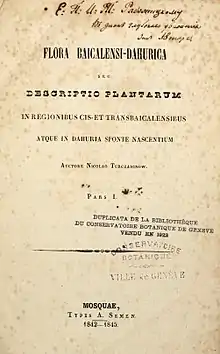 FLORA BAICALENSI-DAHURICA
SEU
DESCRIPTIO PLANTARUM
IN REGIONIBUS CIS-ET TRANSBAICALENSIBUS
ATQUE IN DAHURIA SPONTE NASCENTIUM
AUCTORE NICOLAO TURCZANINOW.
PARS I.
DUPLICATA DE LA BIBLIOTHÈQUE
DU CONSERVATOIRE BOTANIQUE DE GENÈVE
VENDU EN 1922
CONSERVATOIRE
BOTANIQUE
VILLE de GENÈVE
MOSQUAE,
TYPIS A. SEMEN.
1842—1845.